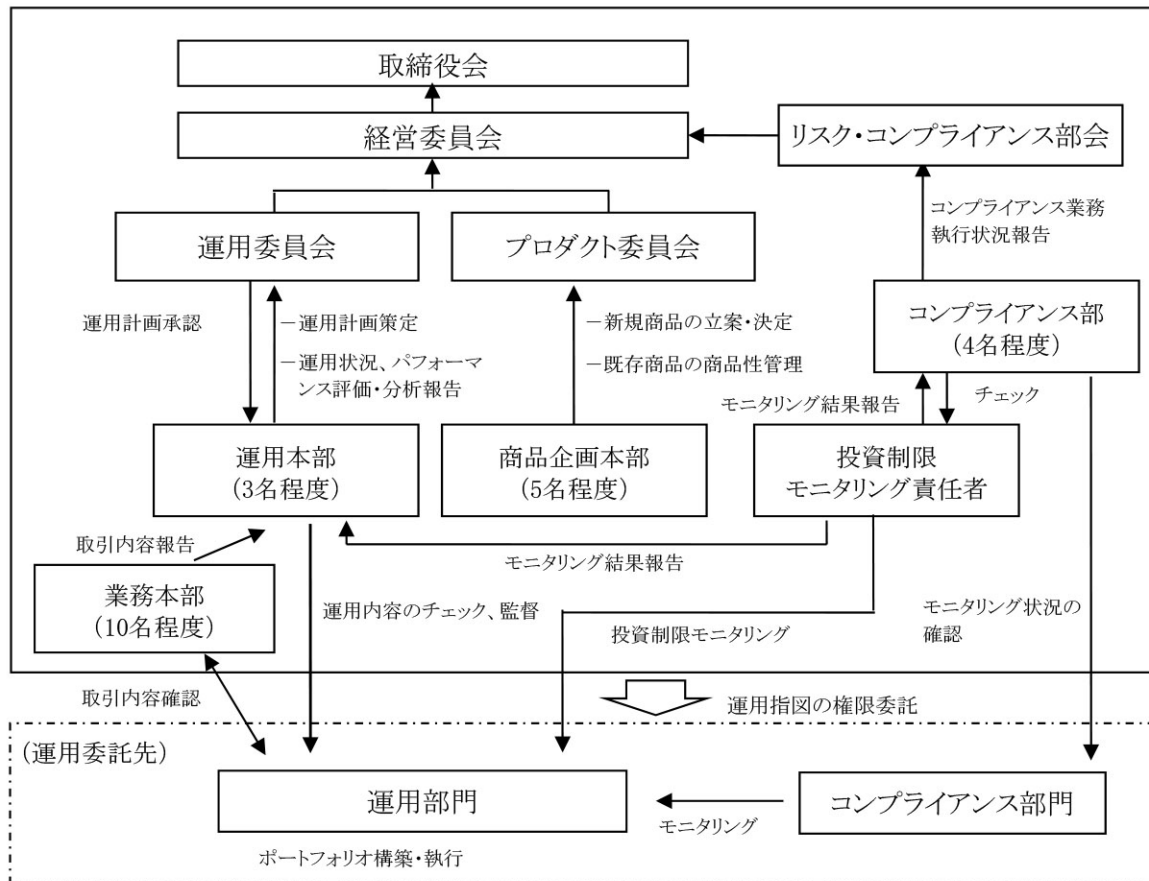 取締役会
経営委員会
リスク・コンプライアンス部会
コンプライアンス業務
執行状況報告
運用委員会
プロダクト委員会
運用計画承認
－運用計画策定
－運用状況、パフォーマ
ンス評価・分析報告
－新規商品の立案・決定
－既存商品の商品性管理
コンプライアンス部
(4名程度)
モニタリング結果報告
チェック
運用本部
(3名程度)
商品企画本部
(5名程度)
投資制限
モニタリング責任者
取引内容報告
モニタリング結果報告
業務本部
(10名程度)
運用内容のチェック、監督
投資制限モニタリング
モニタリング状況の
確認
取引内容確認
運用指図の権限委託
(運用委託先)
運用部門
モニタリング
コンプライアンス部門
ポートフォリオ構築・執行